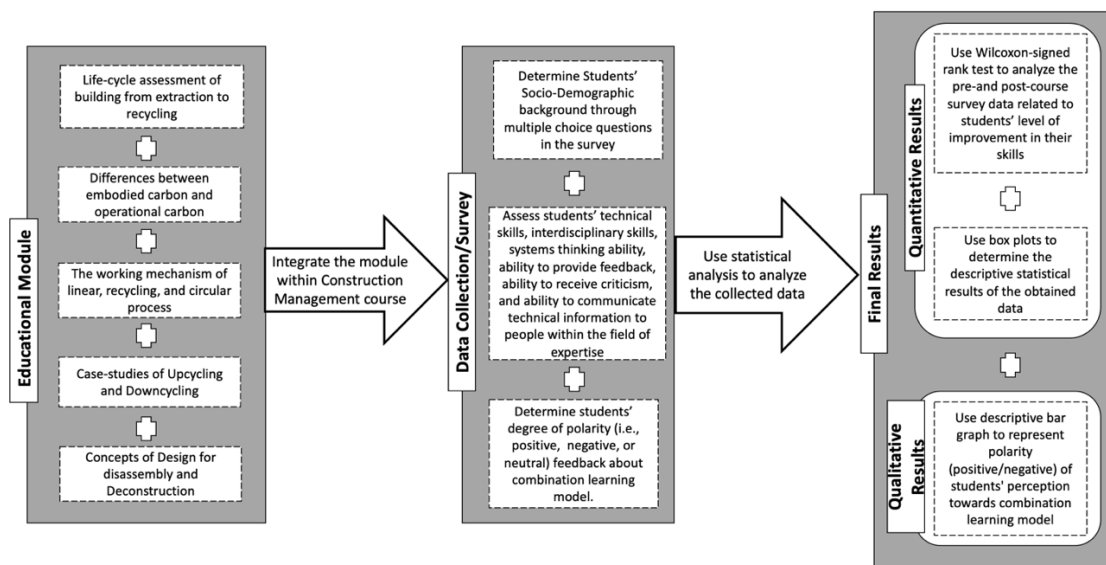 Educational Module
Life-cycle assessment of
building from extraction to
recycling
Differences between
embodied carbon and
operational carbon
The working mechanism of
linear, recycling, and circular
process
Case-studies of Upcycling
and Downcycling
Concepts of Design for
disassembly and
Deconstruction
Integrate the module
within Construction
Management course
Data Collection/Survey
Determine Students'
Socio-Demographic
background through
multiple choice questions
in the survey
Assess students' technical
skills, interdisciplinary skills,
systems thinking ability,
ability to provide feedback,
ability to receive criticism,
and ability to communicate
technical information to
people within the field of
expertise
Determine students'
degree of polarity (i.e.,
positive, negative, or
neutral) feedback about
combination learning
model.
Use statistical
analysis to analyze
the collected data
Final Results
Quantitative Results
Use Wilcoxon-signed
rank test to analyze the
pre-and post-course
survey data related to
students' level of
improvement in their
skills
Use box plots to
determine the
descriptive statistical
results of the obtained
data
Qualitative
Results
Use descriptive bar
graph to represent
polarity
(positive/negative) of
students' perception
towards combination
learning model